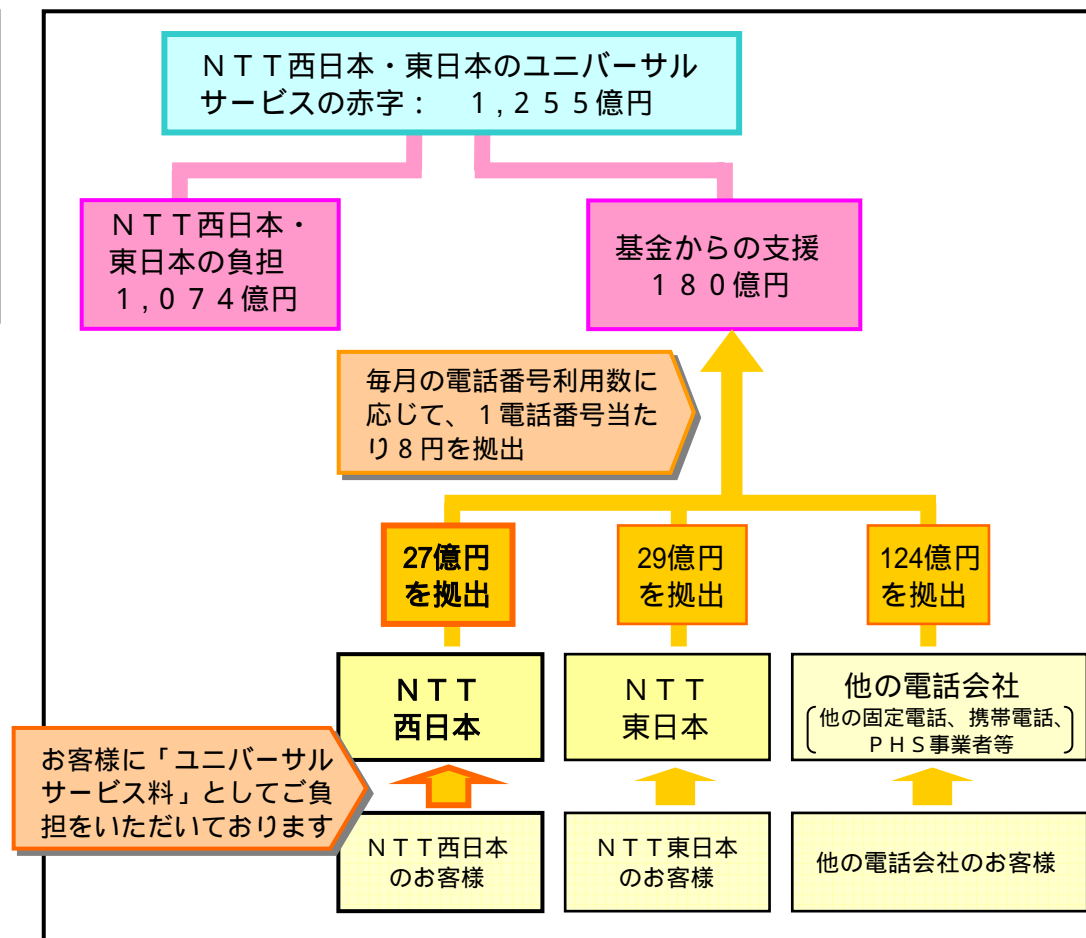 ＮＴＴ西日本・東日本のユニバーサル
サービスの赤字：　１,２５５億円
ＮＴＴ西日本・
東日本の負担
１,０７４億円
基金からの支援
１８０億円
毎月の電話番号利用数に
応じて、１電話番号当た
り８円を拠出
27億円
を拠出
29億円
を拠出
124億円
を拠出
ＮＴＴ
西日本
ＮＴＴ
東日本
他の電話会社
（他の固定電話、携帯電話、
ＰＨＳ事業者等）
お客様に「ユニバーサル
サービス料」としてご負
担をいただいております
ＮＴＴ西日本
のお客様
ＮＴＴ東日本
のお客様
他の電話会社のお客様